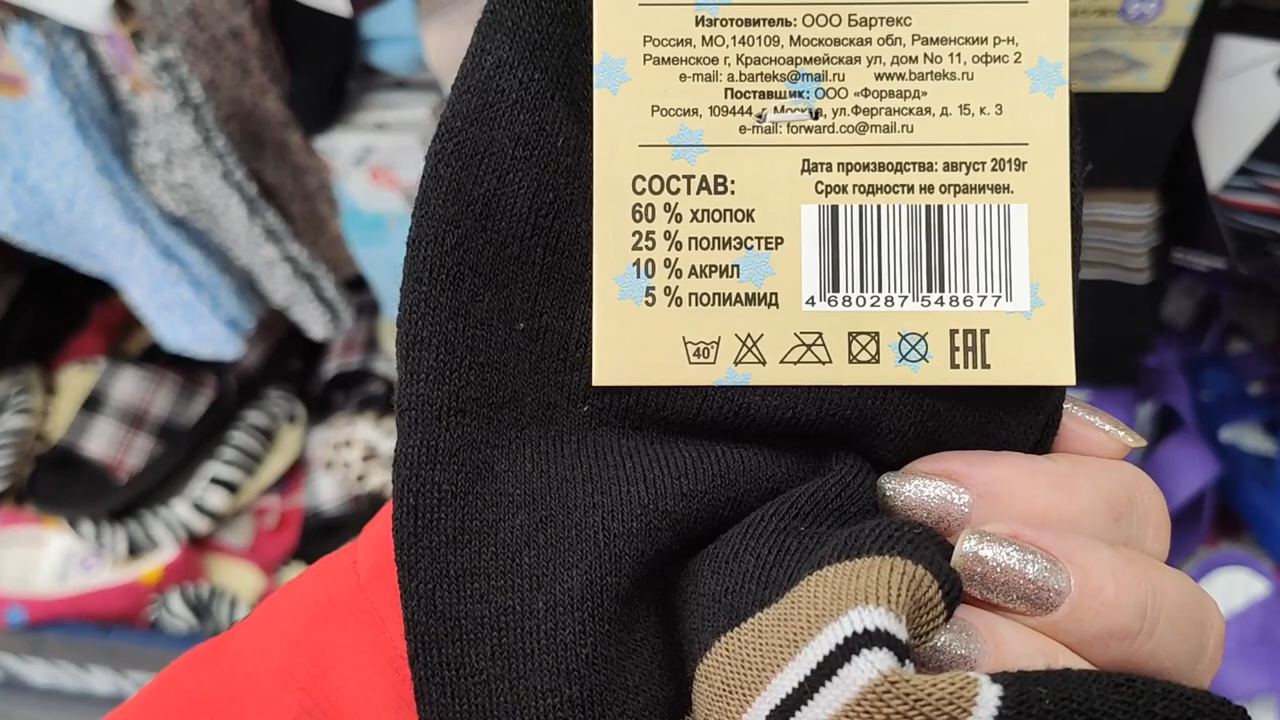 Изготовитель: ООО Бартекс
Россия, МО,140109, Московская обл, Раменский р-н,
Раменское г, Красноармейская ул, дом No 11, офис 2
e-mail: a.barteks@mail.ru www.barteks.ru
Поставщик: ООО «Форвард»
Россия, 109444, г. Москва, ул.Ферганская, д. 15, к. 3
e-mail: forward.co@mail.ru
Дата производства: август 2019г
Срок годности не ограничен.
СОСТАВ:
60 % ХЛОПОК
25 % ПОЛИЭСТЕР
10 % АКРИЛ
5 % ПОЛИАМИД
4 680287 548677
40°
ЕАС